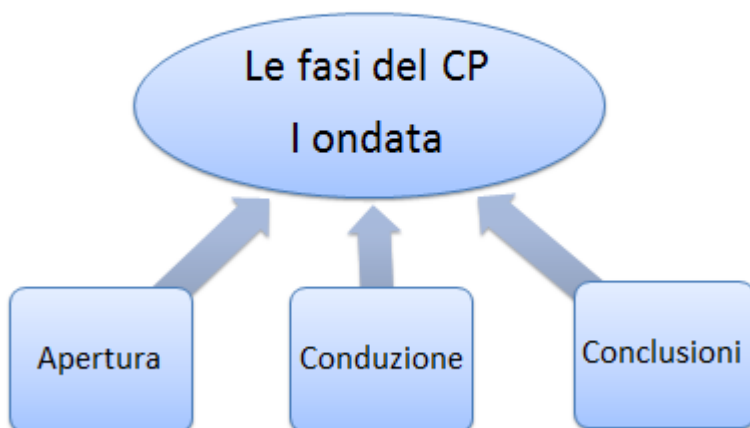 Le fasi del CP
I ondata
Apertura
Conduzione
Conclusioni